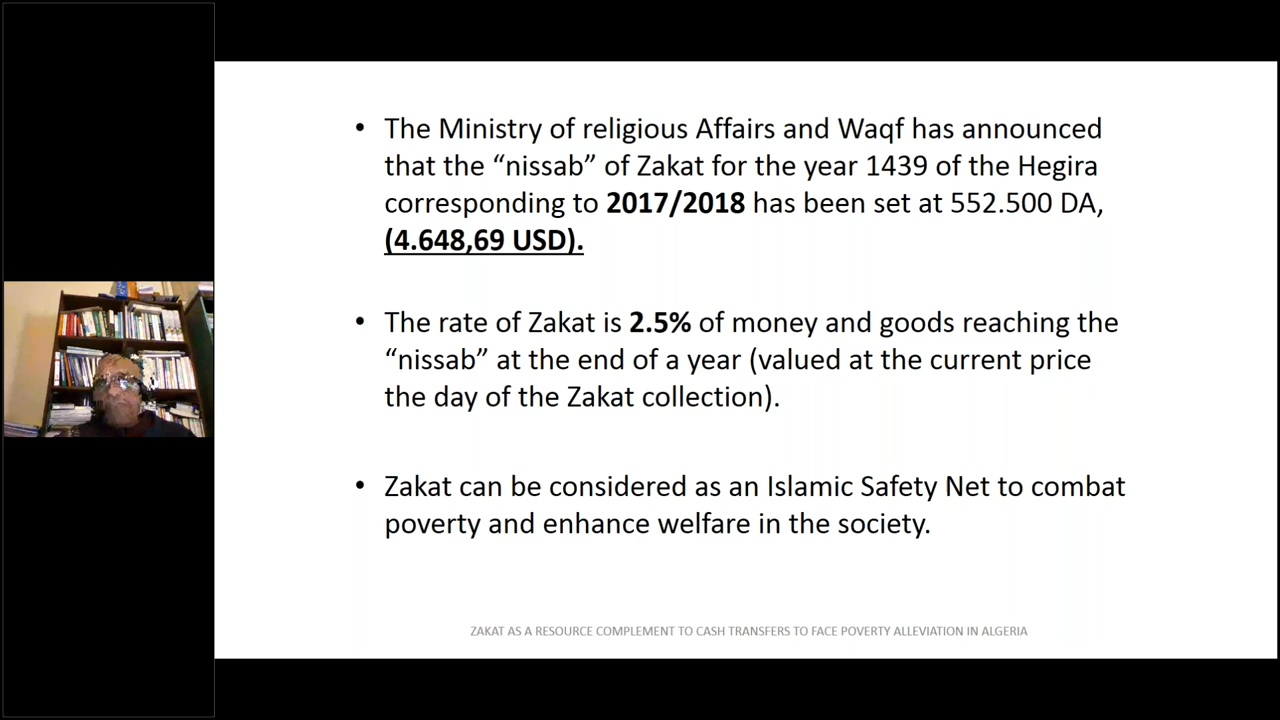 • The Ministry of religious Affairs and Waqf has announced
that the “nissab” of Zakat for the year 1439 of the Hegira
corresponding to 2017/2018 has been set at 552.500 DA,
(4.648,69 USD).
• The rate of Zakat is 2.5% of money and goods reaching the
“nissab” at the end of a year (valued at the current price
the day of the Zakat collection).
• Zakat can be considered as an Islamic Safety Net to combat
poverty and enhance welfare in the society.
ZAKAT AS A RESOURCE COMPLEMENT TO CASH TRANSFERS TO FACE POVERTY ALLEVIATION IN ALGERIA